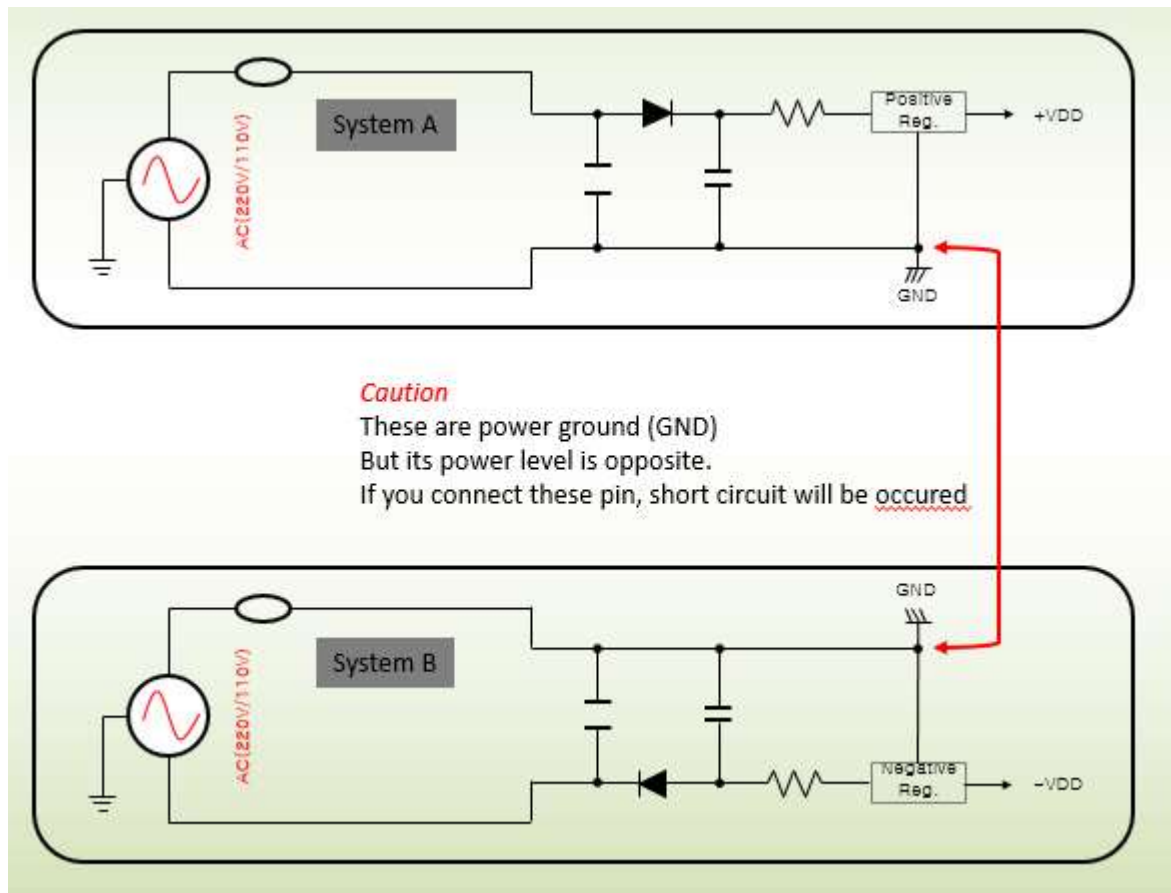 System A
AC(220V/110V)
Positive
Reg.
+VDD
GND
Caution
These are power ground (GND)
But its power level is opposite.
If you connect these pin, short circuit will be occured
GND
System B
AC(220V/110V)
Negative
Reg.
-VDD